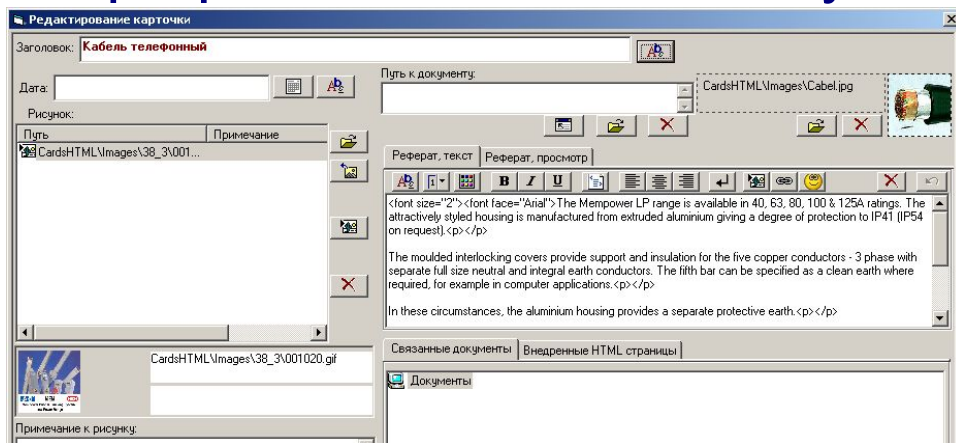 Редактирование карточки
Заголовок: Кабель телефонный
Дата:
Рисунок:
Путь
Примечание
CardsHTML\Images\38_3\001...
CardsHTML\Images\38_3\001020.gif
Примечание к рисунку:
Путь к документу:
CardsHTML\Images\Cabel.jpg
Реферат, текст
Реферат, просмотр
B I U
<font size="2"><font face="Arial">The Mempower LP range is available in 40, 63, 80, 100 & 125A ratings. The
attractively styled housing is manufactured from extruded aluminium giving a degree of protection to IP41 (IP54
on request).<p></p>
The moulded interlocking covers provide support and insulation for the five copper conductors - 3 phase with
separate full size neutral and integral earth conductors. The fifth bar can be specified as a clean earth where
required, for example in computer applications.<p></p>
In these circumstances, the aluminium housing provides a separate protective earth.<p></p>
Связанные документы
Внедренные HTML страницы
Документы